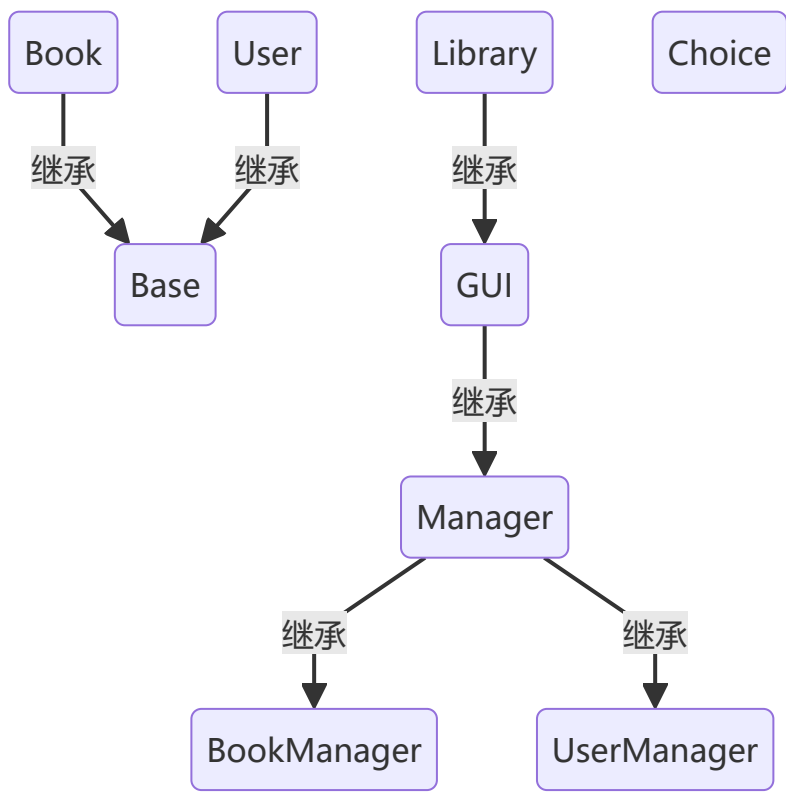 Book
User
Library
Choice
继承
继承
继承
Base
GUI
继承
Manager
继承
继承
BookManager
UserManager